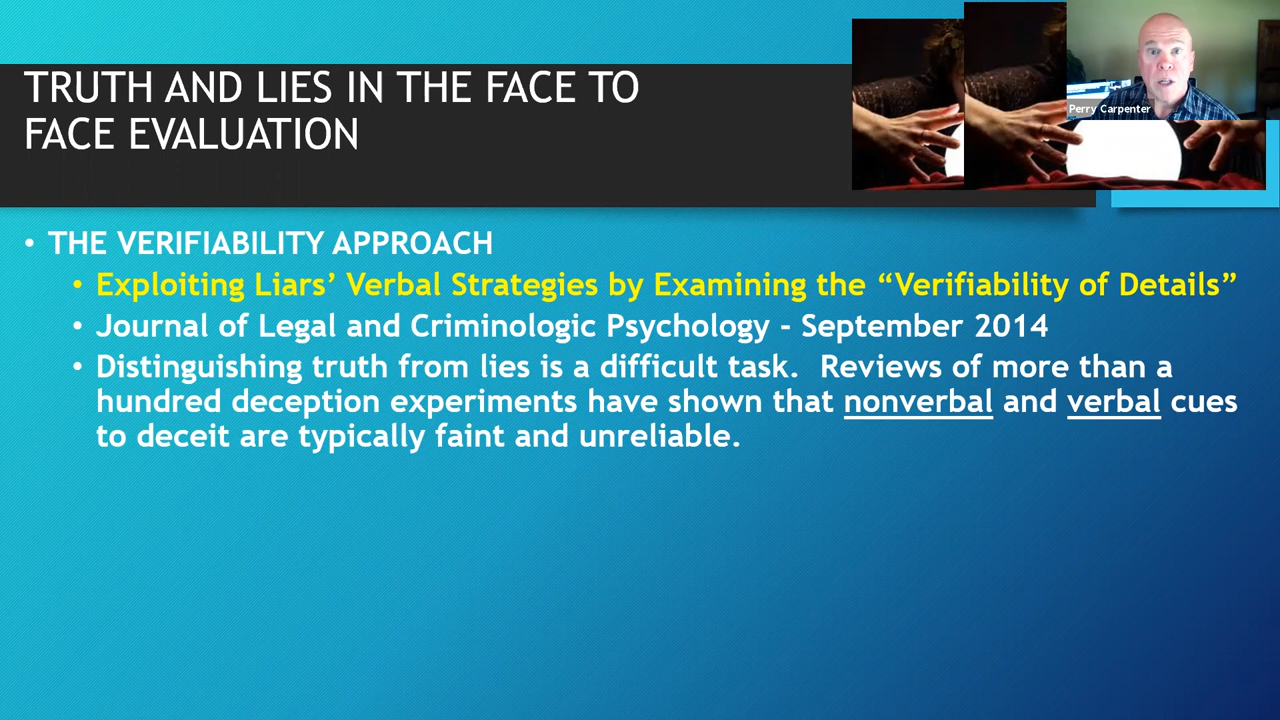 TRUTH AND LIES IN THE FACE TO
FACE EVALUATION
Perry Carpenter
• THE VERIFIABILITY APPROACH
• Exploiting Liars’ Verbal Strategies by Examining the “Verifiability of Details”
• Journal of Legal and Criminologic Psychology - September 2014
• Distinguishing truth from lies is a difficult task.  Reviews of more than a
hundred deception experiments have shown that nonverbal and verbal cues
to deceit are typically faint and unreliable.